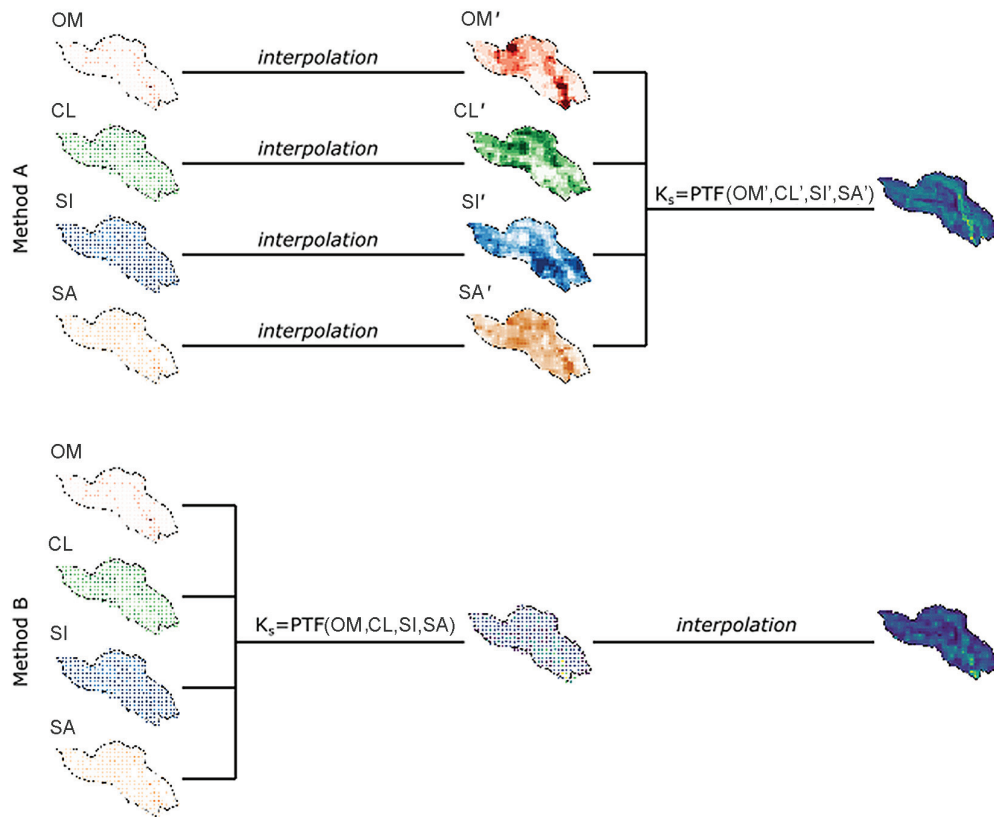 Method A
OM
interpolation
OM′
CL
interpolation
CL′
SI
interpolation
SI′
SA
interpolation
SA′
Kₛ=PTF(OM’,CL’,SI’,SA’)
Method B
OM
CL
SI
SA
Kₛ=PTF(OM,CL,SI,SA)
interpolation